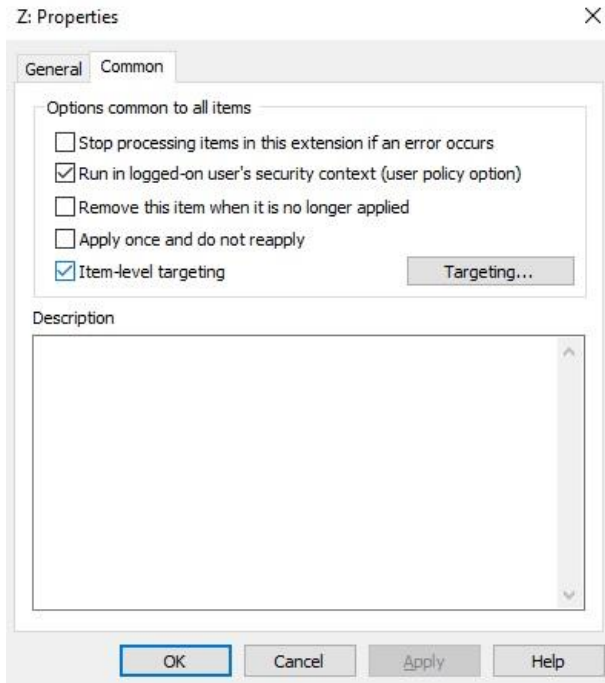 Z: Properties
General Common
Options common to all items
Stop processing items in this extension if an error occurs
Run in logged-on user's security context (user policy option)
Remove this item when it is no longer applied
Apply once and do not reapply
Item-level targeting Targeting...
Description
OK Cancel Apply Help